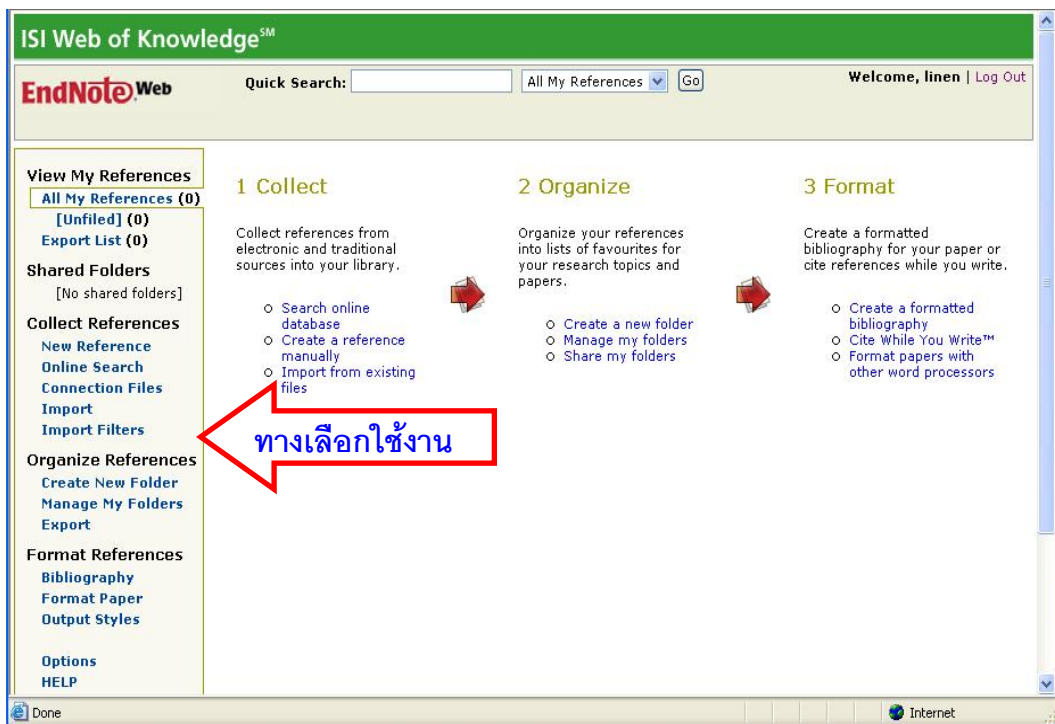 ISI Web of Knowledge℠
EndNote Web
Quick Search:
All My References
Go
Welcome, linen | Log Out
View My References
All My References (0)
[Unfiled] (0)
Export List (0)
Shared Folders
[No shared folders]
Collect References
New Reference
Online Search
Connection Files
Import
Import Filters
Organize References
Create New Folder
Manage My Folders
Export
Format References
Bibliography
Format Paper
Output Styles
Options
HELP
1 Collect
Collect references from
electronic and traditional
sources into your library.
Search online
database
Create a reference
manually
Import from existing
files
ทางเลือกใช้งาน
2 Organize
Organize your references
into lists of favourites for
your research topics and
papers.
Create a new folder
Manage my folders
Share my folders
3 Format
Create a formatted
bibliography for your paper or
cite references while you write.
Create a formatted
bibliography
Cite While You Write™
Format papers with
other word processors
Done
Internet